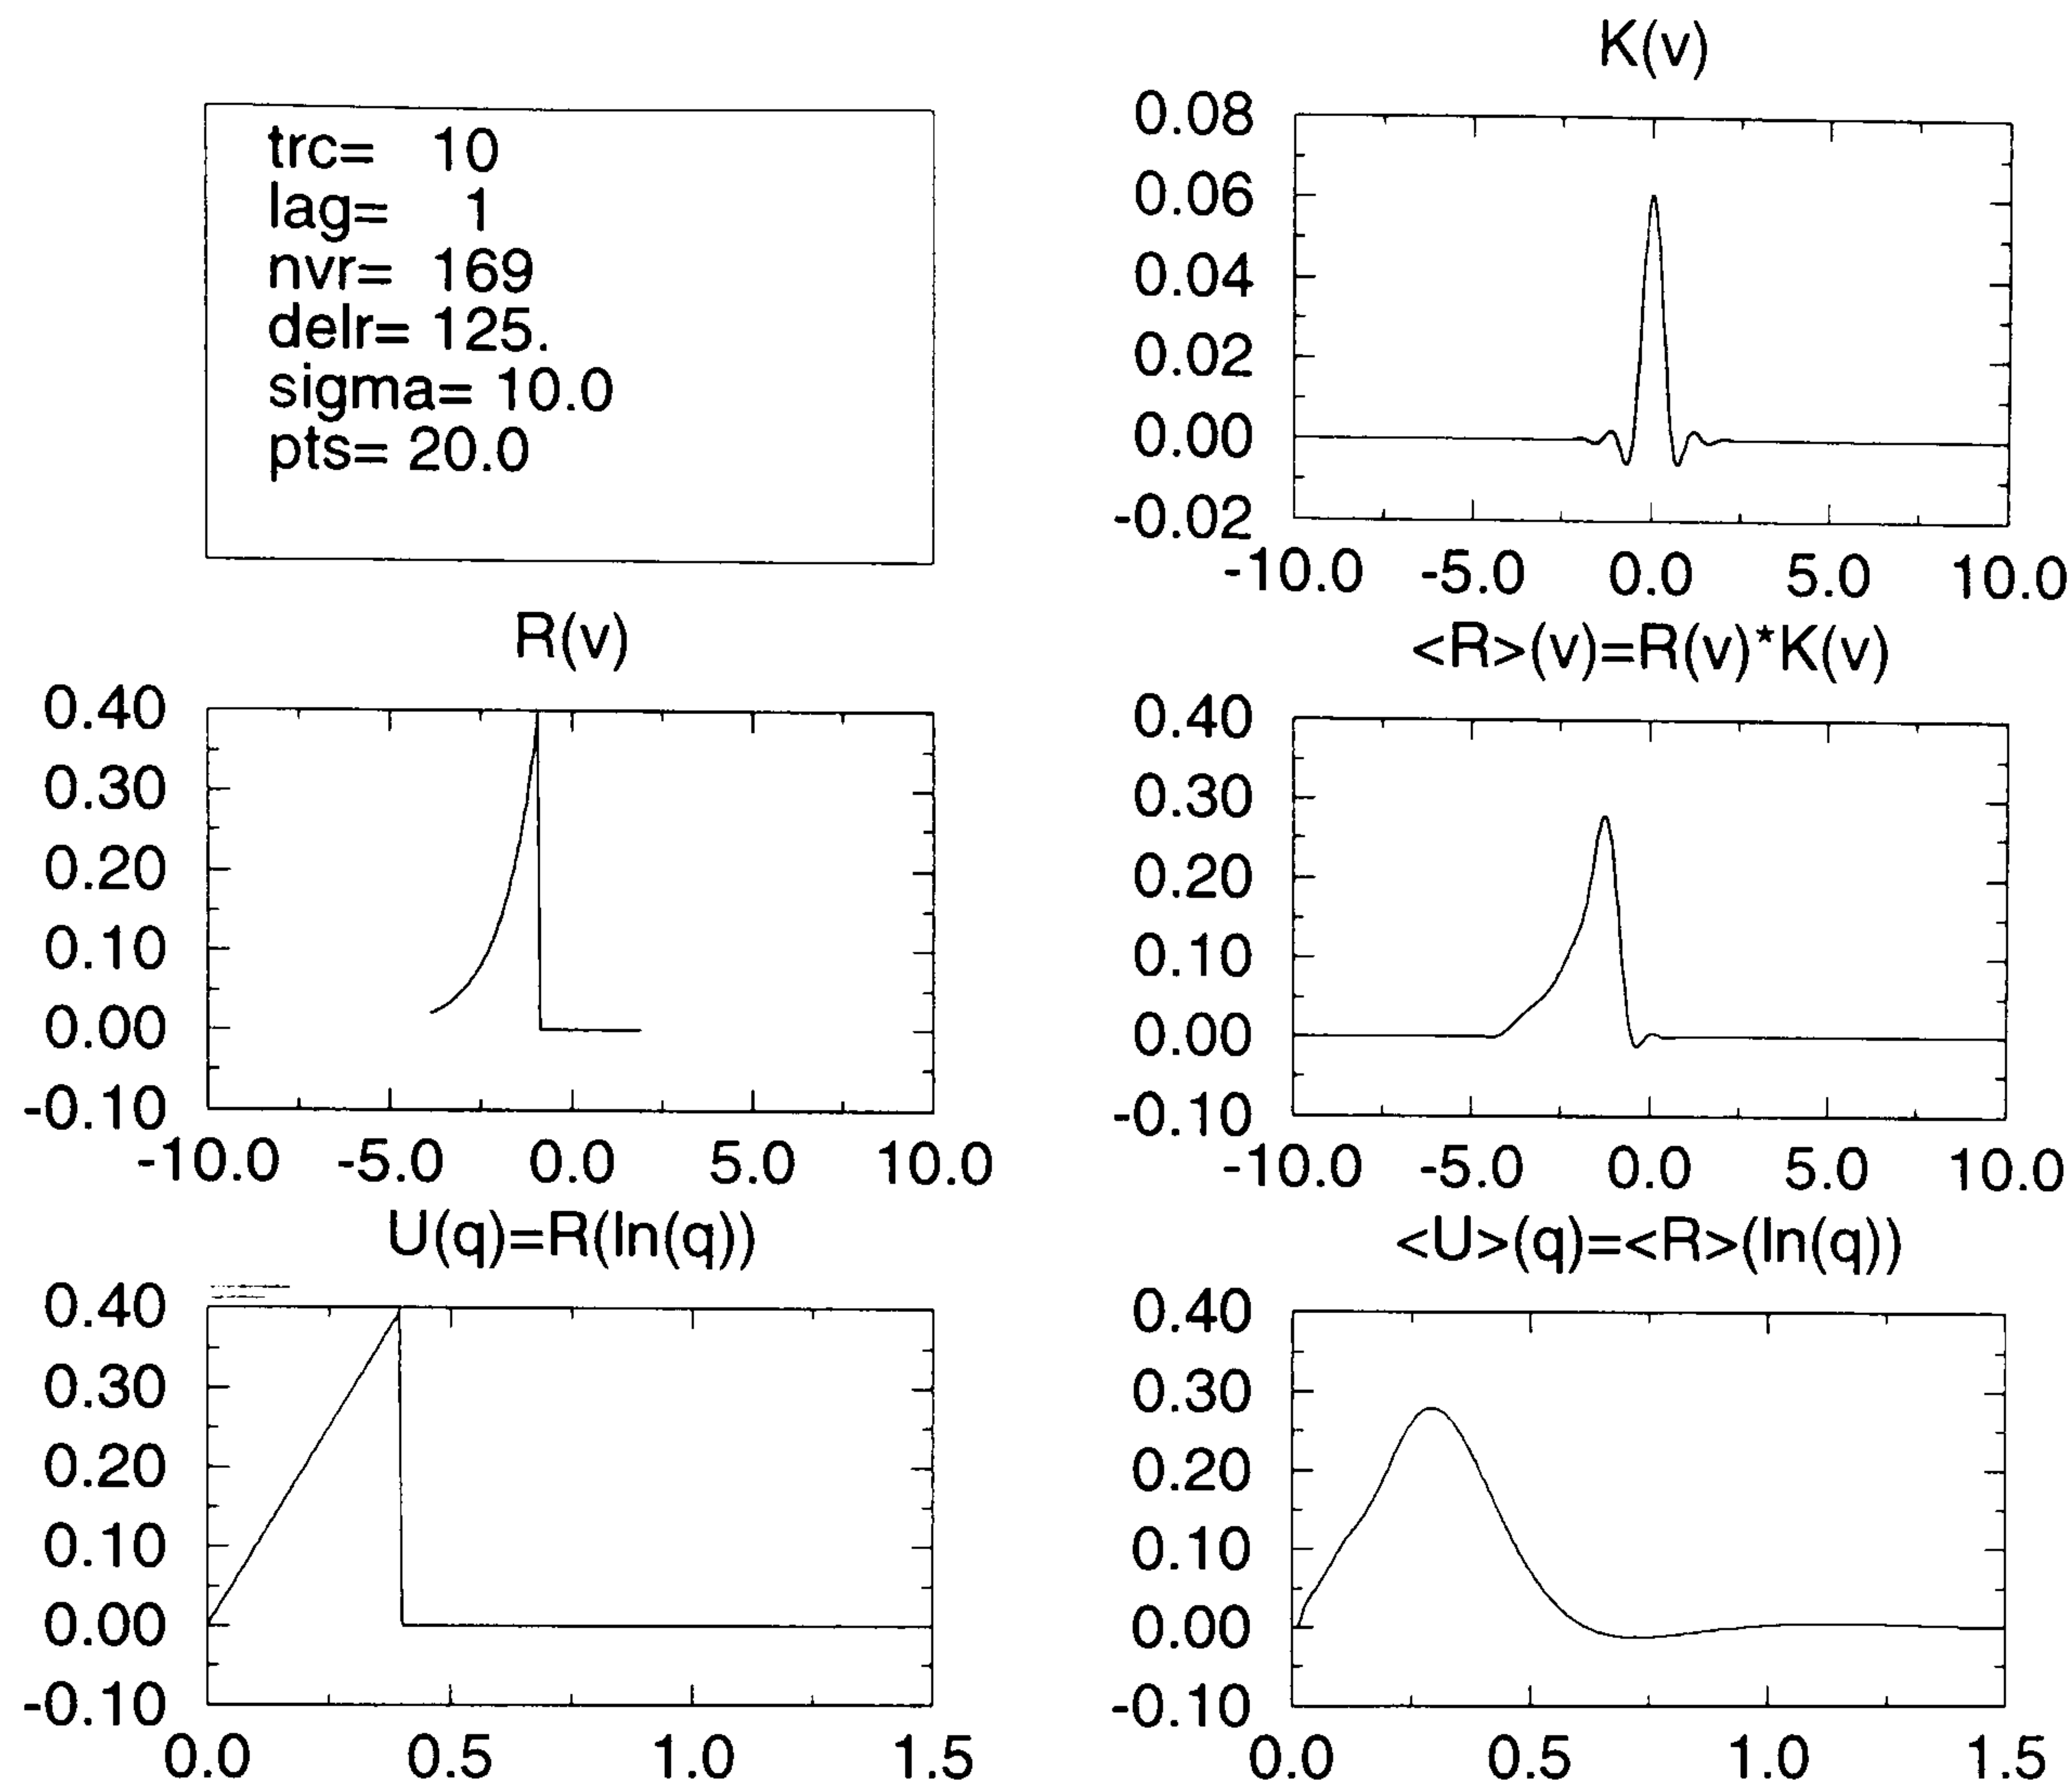 trc= 10
lag= 1
nvr= 169
delr= 125.
sigma= 10.0
pts= 20.0
K(v)
0.08
0.06
0.04
0.02
0.00
-0.02
-10.0 -5.0 0.0 5.0 10.0
R(v)
0.40
0.30
0.20
0.10
0.00
-0.10
-10.0 -5.0 0.0 5.0 10.0
<R>(v)=R(v)*K(v)
0.40
0.30
0.20
0.10
0.00
-0.10
-10.0 -5.0 0.0 5.0 10.0
U(q)=R(ln(q))
0.40
0.30
0.20
0.10
0.00
-0.10
0.0 0.5 1.0 1.5
<U>(q)=<R>(ln(q))
0.40
0.30
0.20
0.10
0.00
-0.10
0.0 0.5 1.0 1.5